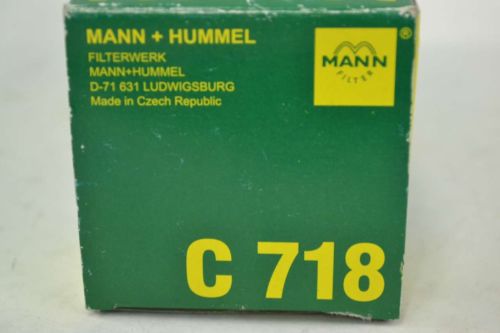 MANN + HUMMEL
FILTERWERK
MANN+HUMMEL
D-71 631 LUDWIGSBURG
Made in Czech Republic
MANN
FILTER
®
C 718